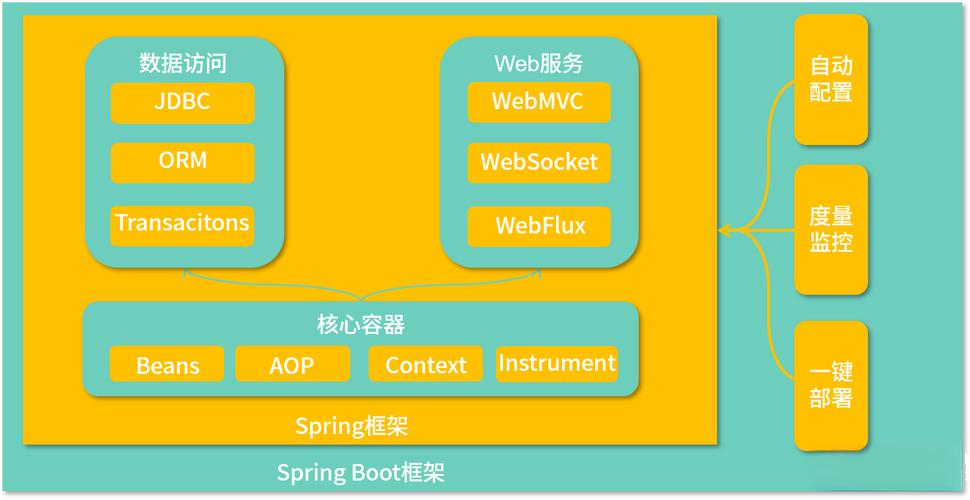 数据访问
JDBC
ORM
Transacitons
Web服务
WebMVC
WebSocket
WebFlux
核心容器
Beans
AOP
Context
Instrument
Spring框架
Spring Boot框架
自动
配置
度量
监控
一键
部署